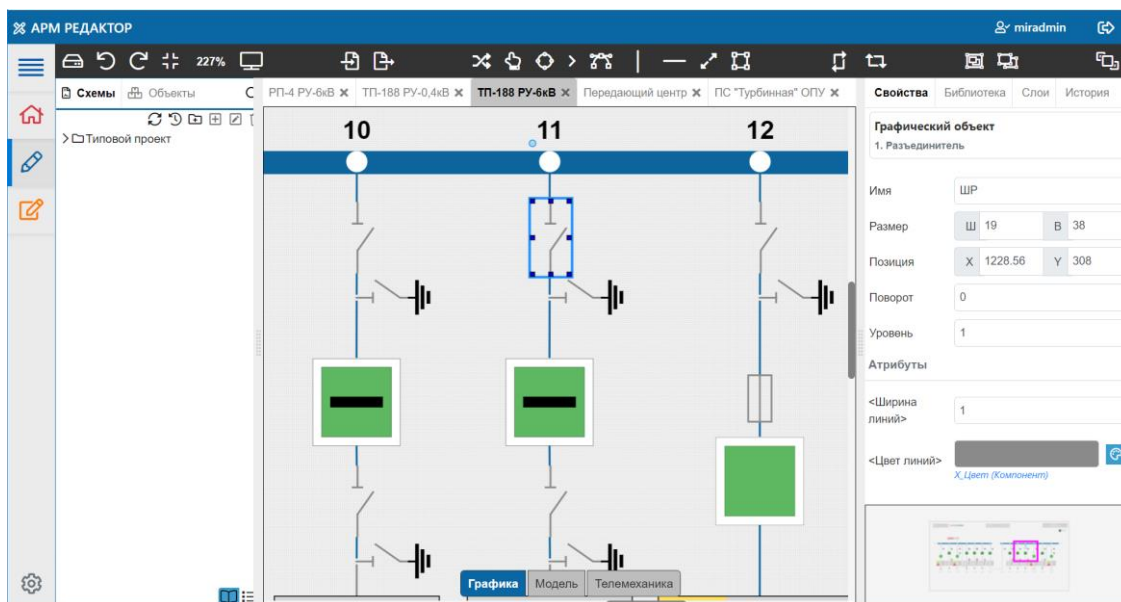 АРМ РЕДАКТОР
miradmin
227%
Схемы Объекты
РП-4 РУ-6кВ ТП-188 РУ-0,4кВ ТП-188 РУ-6кВ Передающий центр ПС "Турбинная" ОПУ
Свойства Библиотека Слои История
Типовой проект
10 11 12
Графический объект
1. Разъединитель
Имя ШР
Размер Ш 19 В 38
Позиция X 1228.56 Y 308
Поворот 0
Уровень 1
Атрибуты
<Ширина
линий> 1
<Цвет линий>
X_Цвет (Компонент)
Графика Модель Телемеханика